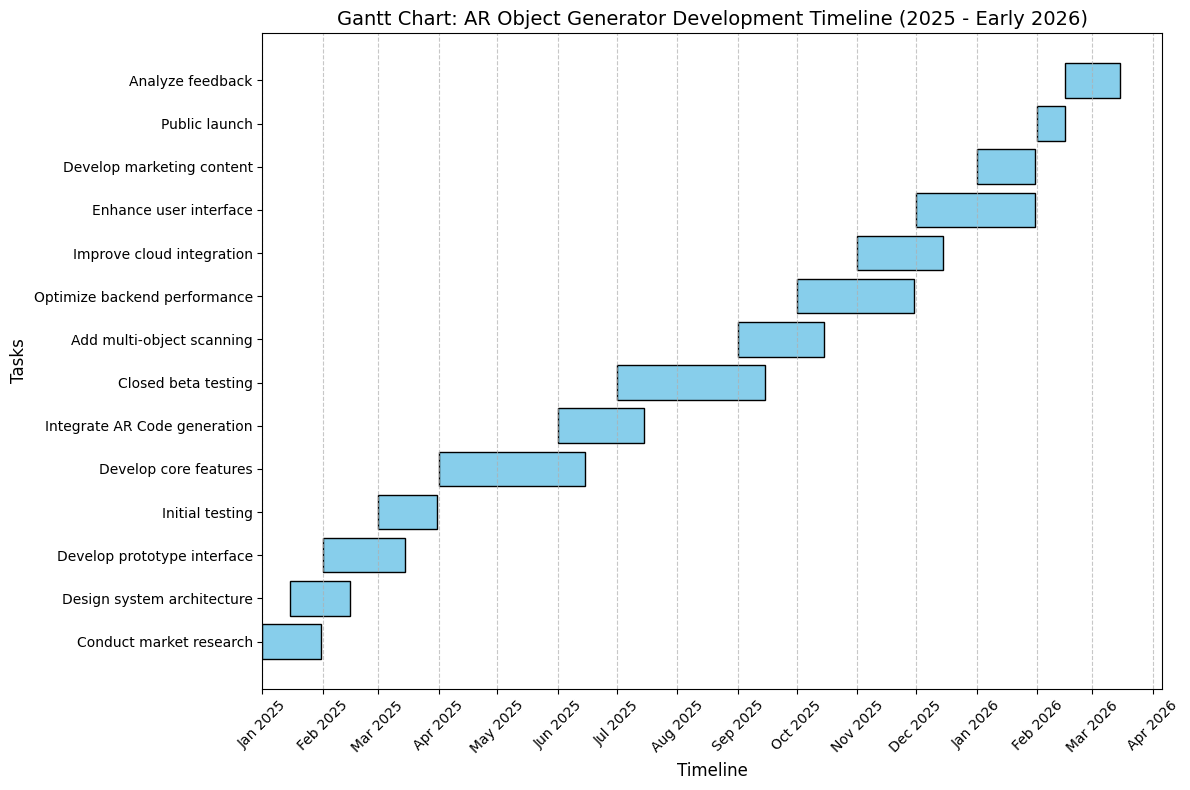 Gantt Chart: AR Object Generator Development Timeline (2025 - Early 2026)
Analyze feedback
Public launch
Develop marketing content
Enhance user interface
Improve cloud integration
Optimize backend performance
Add multi-object scanning
Closed beta testing
Integrate AR Code generation
Develop core features
Initial testing
Develop prototype interface
Design system architecture
Conduct market research
Tasks
Jan 2025
Feb 2025
Mar 2025
Apr 2025
May 2025
Jun 2025
Jul 2025
Aug 2025
Sep 2025
Oct 2025
Nov 2025
Dec 2025
Jan 2026
Feb 2026
Mar 2026
Apr 2026
Timeline